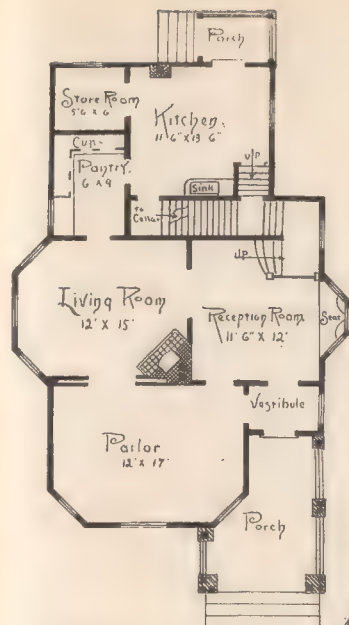 Porch
Store Room
5'6 x 6
Kitchen.
11'6" x 13'6"
Cup.
Pantry.
6 x 9
UP
Sink
To
Cellar
UP
Living Room
12' x 15'
Reception Room
11'6" x 12'
Seat
Vestibule
Parlor
12' x 17'
Porch